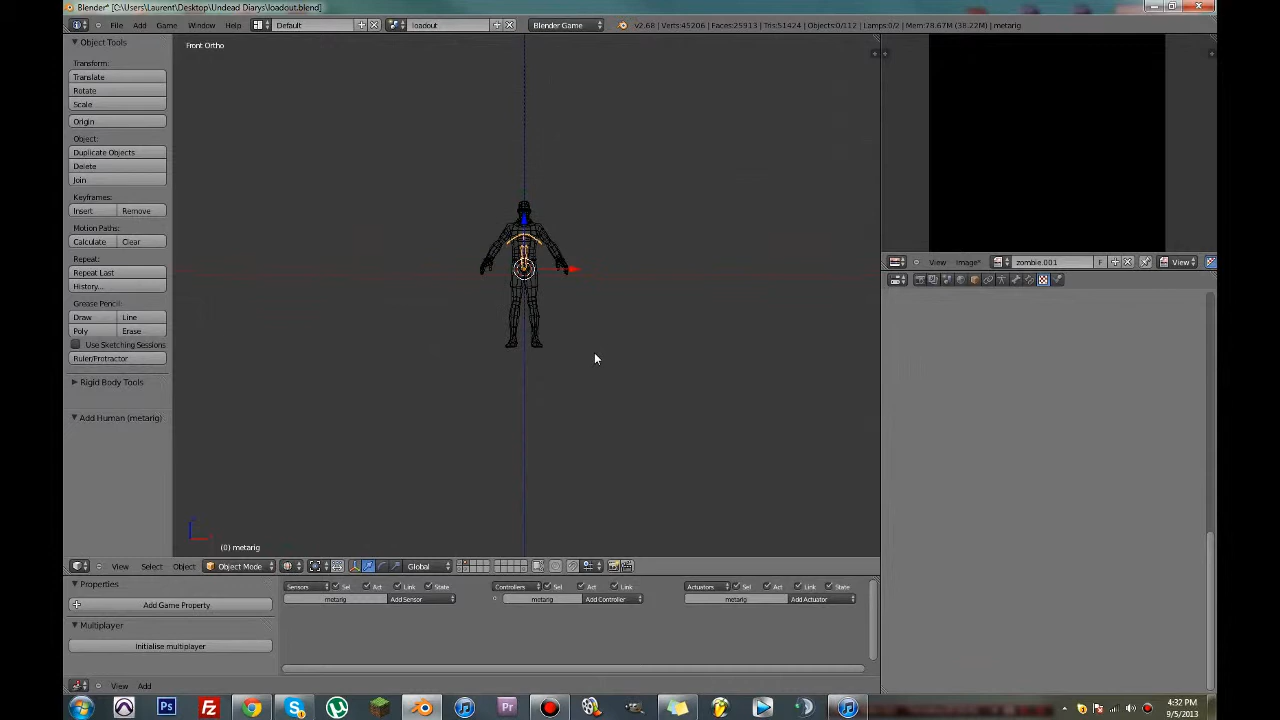 Blender* [C:\Users\Laurent\Desktop\Undead Diarys\loadout.blend]
File Add Game Window Help Default loadout Blender Game v2.68 | Verts:45206 | Faces:25913 | Tris:51424 | Objects:0/112 | Lamps:0/2 | Mem:78.67M (38.22M) | metarig
Object Tools
Front Ortho
Transform:
Translate
Rotate
Scale
Origin
Object:
Duplicate Objects
Delete
Join
Keyframes:
Insert Remove
Motion Paths:
Calculate Clear
Repeat:
Repeat Last
History...
Grease Pencil:
Draw Line
Poly Erase
Use Sketching Sessions
Ruler/Protractor
Rigid Body Tools
Add Human (metarig)
View Image* zombie.001 F View
(0) metarig
View Select Object Object Mode Global
Properties
Add Game Property
Multiplayer
Initialise multiplayer
Sensors Sel Act Link State Controllers Sel Act Link Actuators Sel Act Link State
metarig Add Sensor metarig Add Controller metarig Add Actuator
View Add
Ps Fz Pr
4:32 PM
9/5/2013